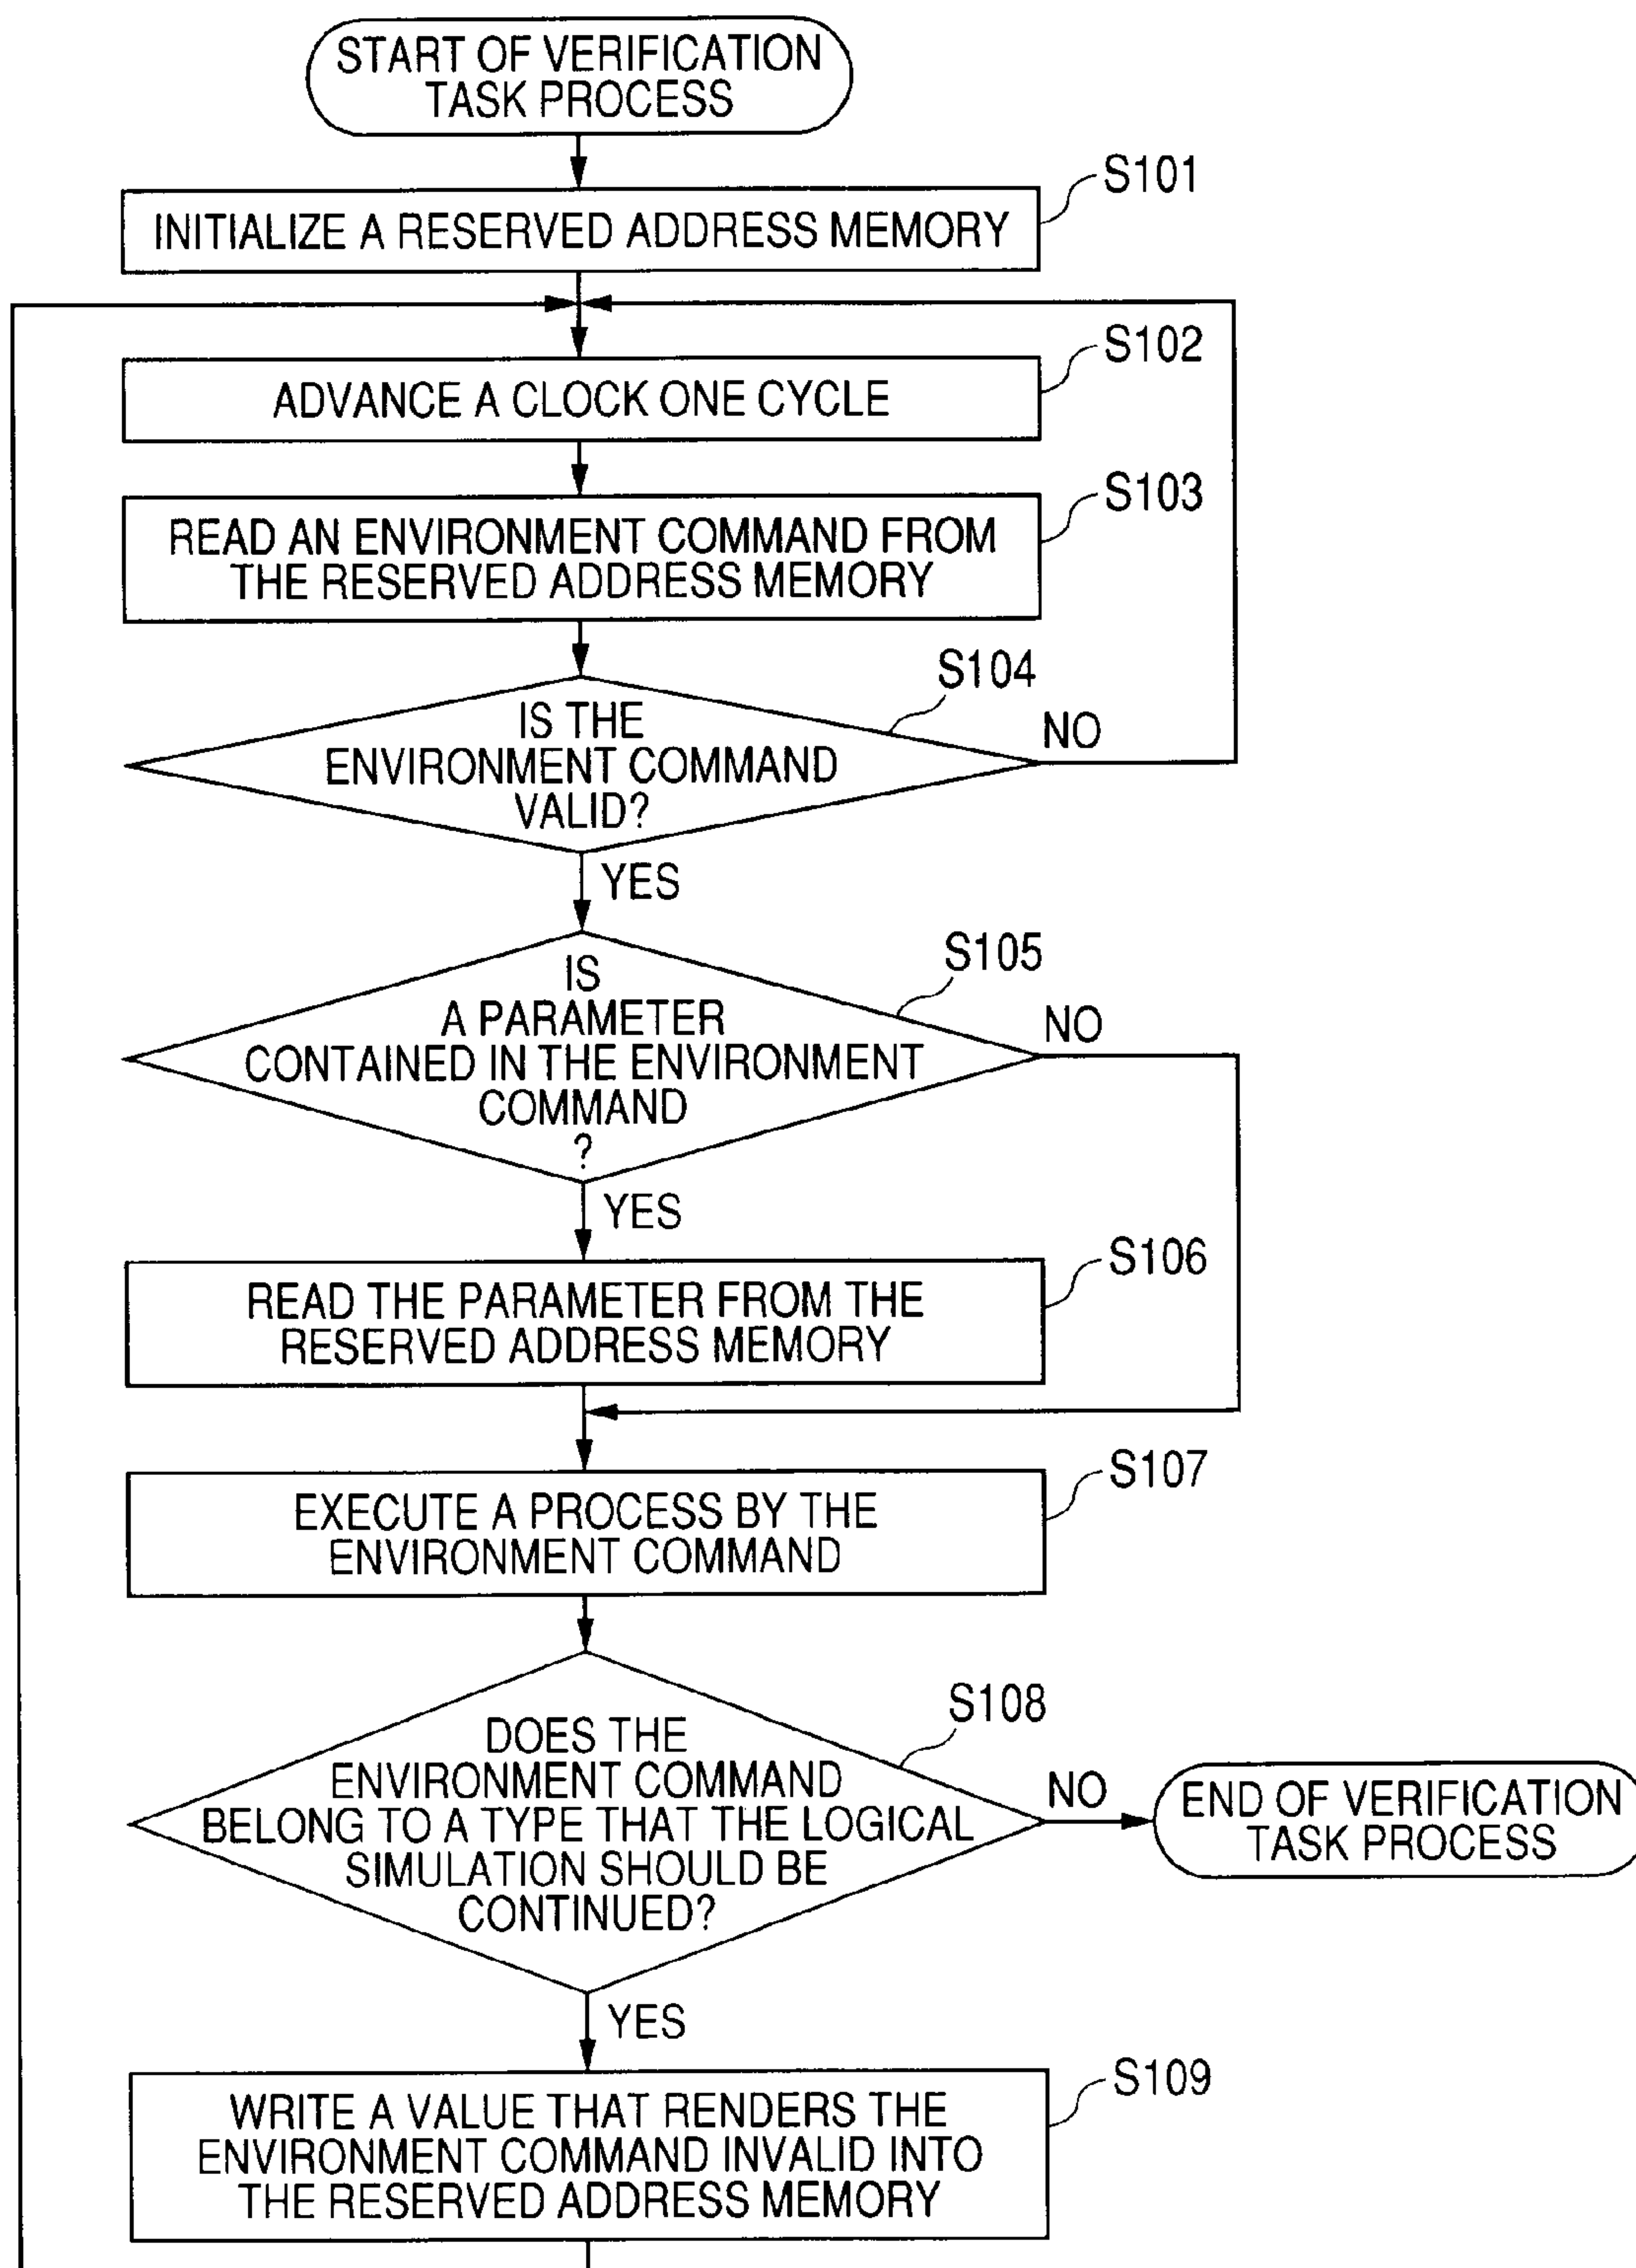 START OF VERIFICATION
TASK PROCESS
S101
INITIALIZE A RESERVED ADDRESS MEMORY
S102
ADVANCE A CLOCK ONE CYCLE
S103
READ AN ENVIRONMENT COMMAND FROM
THE RESERVED ADDRESS MEMORY
S104
IS THE
ENVIRONMENT COMMAND
VALID?
NO
YES
S105
IS
A PARAMETER
CONTAINED IN THE ENVIRONMENT
COMMAND
?
NO
YES
S106
READ THE PARAMETER FROM THE
RESERVED ADDRESS MEMORY
S107
EXECUTE A PROCESS BY THE
ENVIRONMENT COMMAND
S108
DOES THE
ENVIRONMENT COMMAND
BELONG TO A TYPE THAT THE LOGICAL
SIMULATION SHOULD BE
CONTINUED?
NO
END OF VERIFICATION
TASK PROCESS
YES
S109
WRITE A VALUE THAT RENDERS THE
ENVIRONMENT COMMAND INVALID INTO
THE RESERVED ADDRESS MEMORY